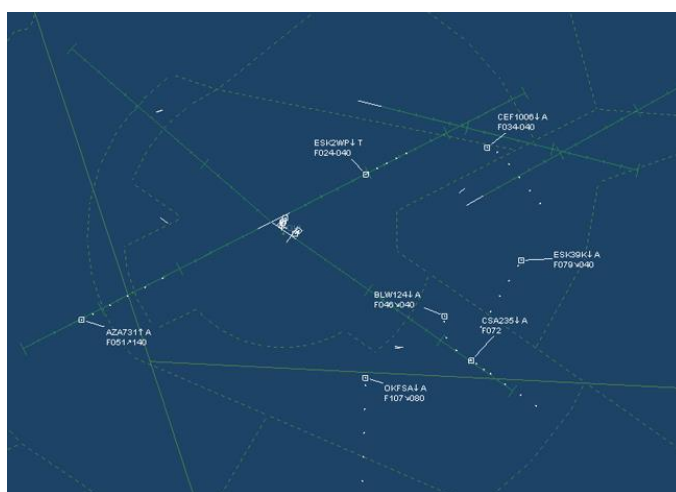 CEF1006↓ A
F034-040
ESK2WP↓ T
F024-040
ESK39K↓ A
F079↘040
BLW124↓ A
F046↘040
CSA235↓ A
F072
AZA731↑ A
F051↗140
OKFSA↓ A
F107↘080